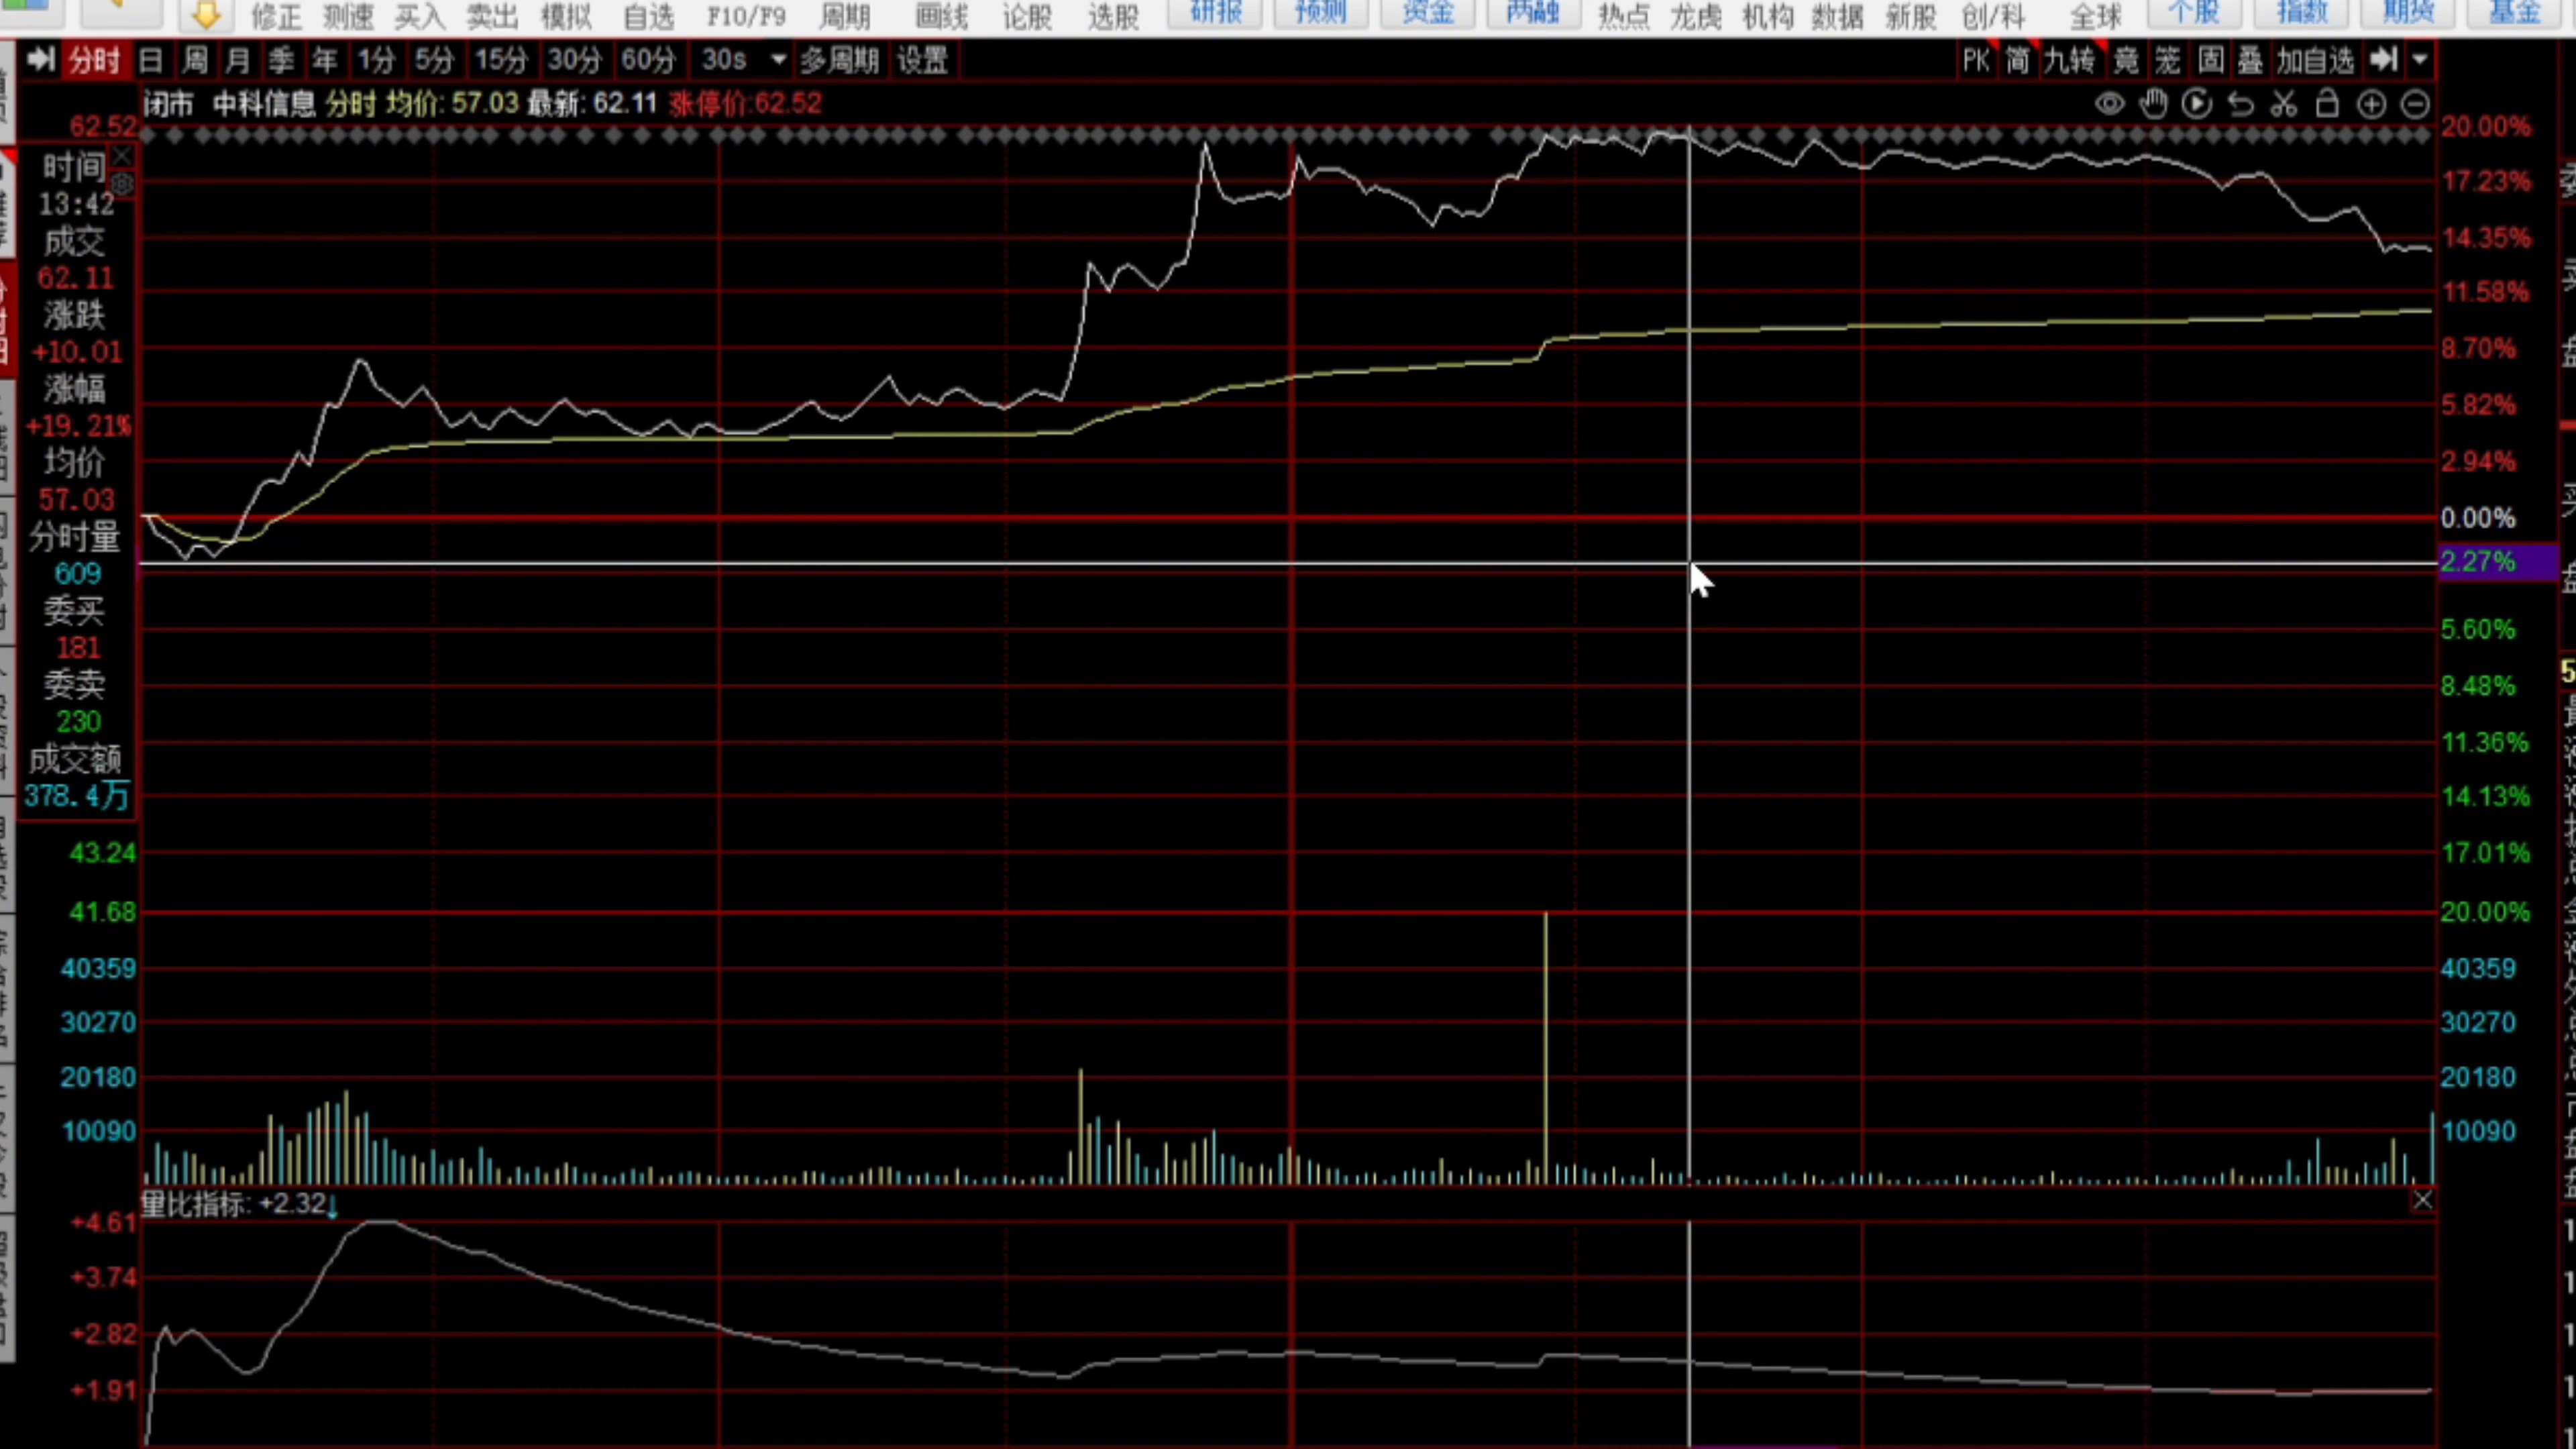 修正 测速 买入 卖出 模拟 自选 F10/F9 周期 画线 论股 选股 研报 预测 资金 两融 热点 龙虎 机构 数据 新股 创/科 全球 个股 指数 期货 基金
分时 日 周 月 季 年 1分 5分 15分 30分 60分 30s 多周期 设置 PK 简 九转 竟 笼 固 叠 加自选
闭市 中科信息 分时 均价: 57.03 最新: 62.11 涨停价:62.52
62.52
20.00%
时间
13:42
成交
62.11
涨跌
+10.01
涨幅
+19.21%
均价
57.03
分时量
609
委买
181
委卖
230
成交额
378.4万
17.23%
14.35%
11.58%
8.70%
5.82%
2.94%
0.00%
2.27%
5.60%
8.48%
11.36%
14.13%
43.24 17.01%
41.68 20.00%
40359 40359
30270 30270
20180 20180
10090 10090
量比指标: +2.32↓
+4.61
+3.74
+2.82
+1.91